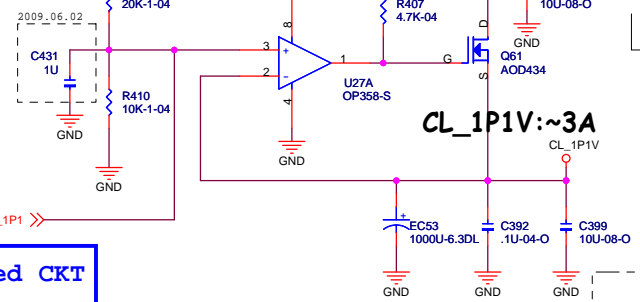 20K-1-04
R407
4.7K-04
10U-08-O
2009.06.02
8
D
GND
C431
1U
3
+
1
G
Q61
AOD434
2
-
S
U27A
OP358-S
R410
10K-1-04
4
GND
CL_1P1V:~3A
GND
CL_1P1V
GND
_1P1
+
EC53
1000U-6.3DL
C392
.1U-04-O
C399
10U-08-O
ed CKT
GND
GND
GND